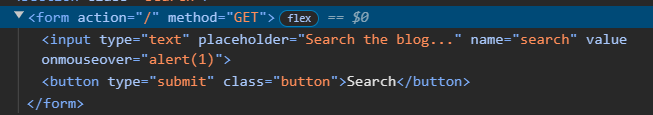 <form action="/" method="GET"> flex == $0
<input type="text" placeholder="Search the blog..." name="search" value
onmouseover="alert(1)">
<button type="submit" class="button">Search</button>
</form>